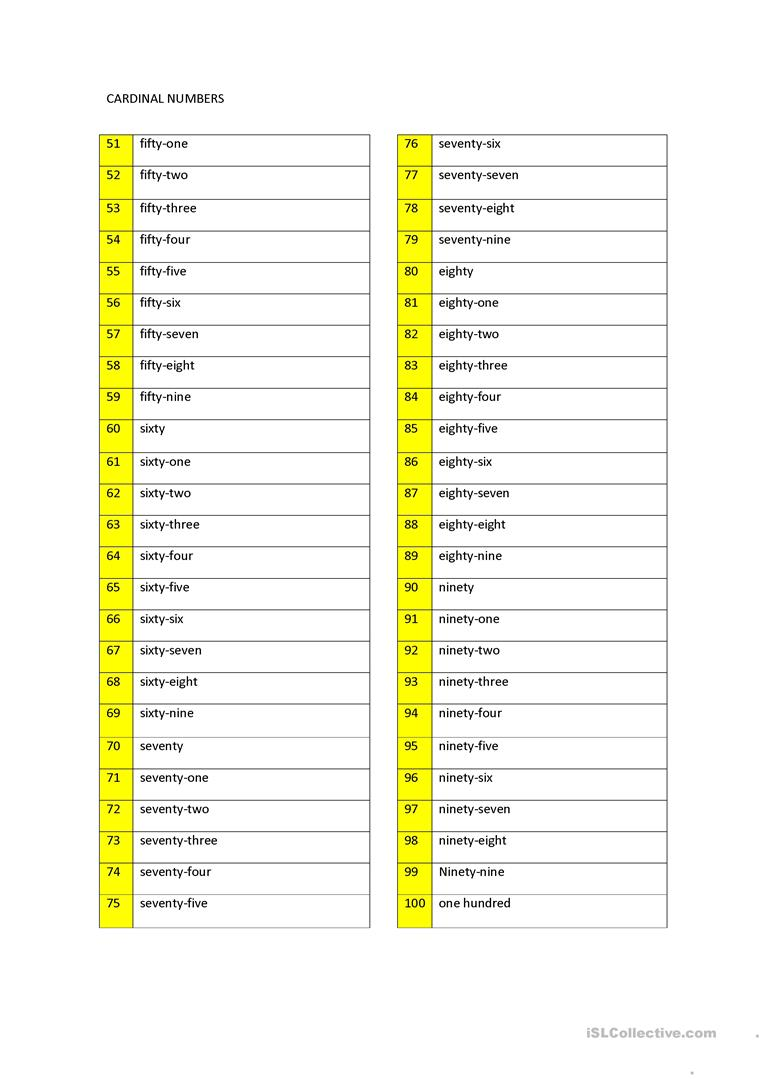 CARDINAL NUMBERS
51 fifty-one
52 fifty-two
53 fifty-three
54 fifty-four
55 fifty-five
56 fifty-six
57 fifty-seven
58 fifty-eight
59 fifty-nine
60 sixty
61 sixty-one
62 sixty-two
63 sixty-three
64 sixty-four
65 sixty-five
66 sixty-six
67 sixty-seven
68 sixty-eight
69 sixty-nine
70 seventy
71 seventy-one
72 seventy-two
73 seventy-three
74 seventy-four
75 seventy-five
76 seventy-six
77 seventy-seven
78 seventy-eight
79 seventy-nine
80 eighty
81 eighty-one
82 eighty-two
83 eighty-three
84 eighty-four
85 eighty-five
86 eighty-six
87 eighty-seven
88 eighty-eight
89 eighty-nine
90 ninety
91 ninety-one
92 ninety-two
93 ninety-three
94 ninety-four
95 ninety-five
96 ninety-six
97 ninety-seven
98 ninety-eight
99 Ninety-nine
100 one hundred
iSLCollective.com